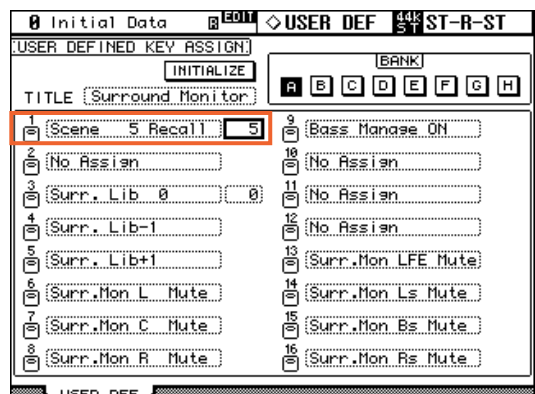 0 Initial Data R EDIT ◇USER DEF 44K ST ST-R-ST
USER DEFINED KEY ASSIGN
INITIALIZE
BANK
A B C D E F G H
TITLE Surround Monitor
1 Scene 5 Recall 5
2 No Assign
3 Surr. Lib 0 0
4 Surr. Lib-1
5 Surr. Lib+1
6 Surr.Mon L Mute
7 Surr.Mon C Mute
8 Surr.Mon R Mute
9 Bass Manage ON
10 No Assign
11 No Assign
12 No Assign
13 Surr.Mon LFE Mute
14 Surr.Mon Ls Mute
15 Surr.Mon Bs Mute
16 Surr.Mon Rs Mute
USER DEF